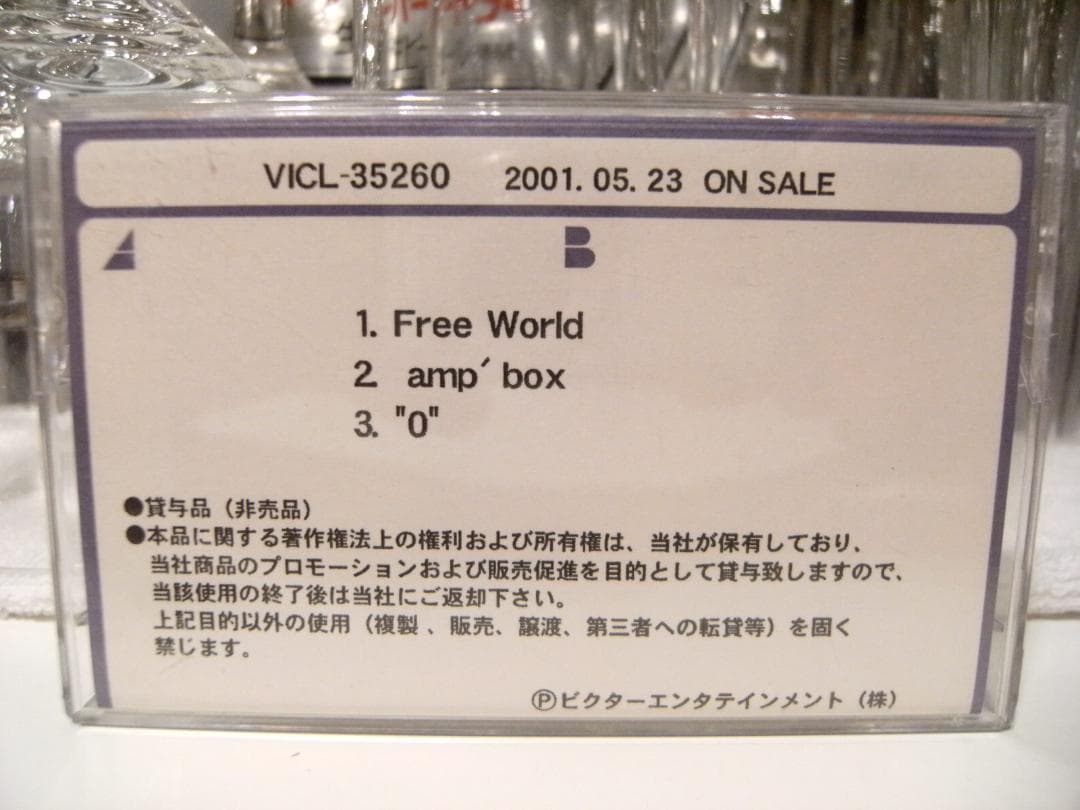 VICL-35260 2001.05.23 ON SALE
A B
1. Free World
2. amp´box
3. "0"
●貸与品（非売品）
●本品に関する著作権法上の権利および所有権は、当社が保有しており、
当社商品のプロモーションおよび販売促進を目的として貸与致しますので、
当該使用の終了後は当社にご返却下さい。
上記目的以外の使用（複製、販売、譲渡、第三者への転貸等）を固く
禁じます。
Ⓟビクターエンタテインメント（株）